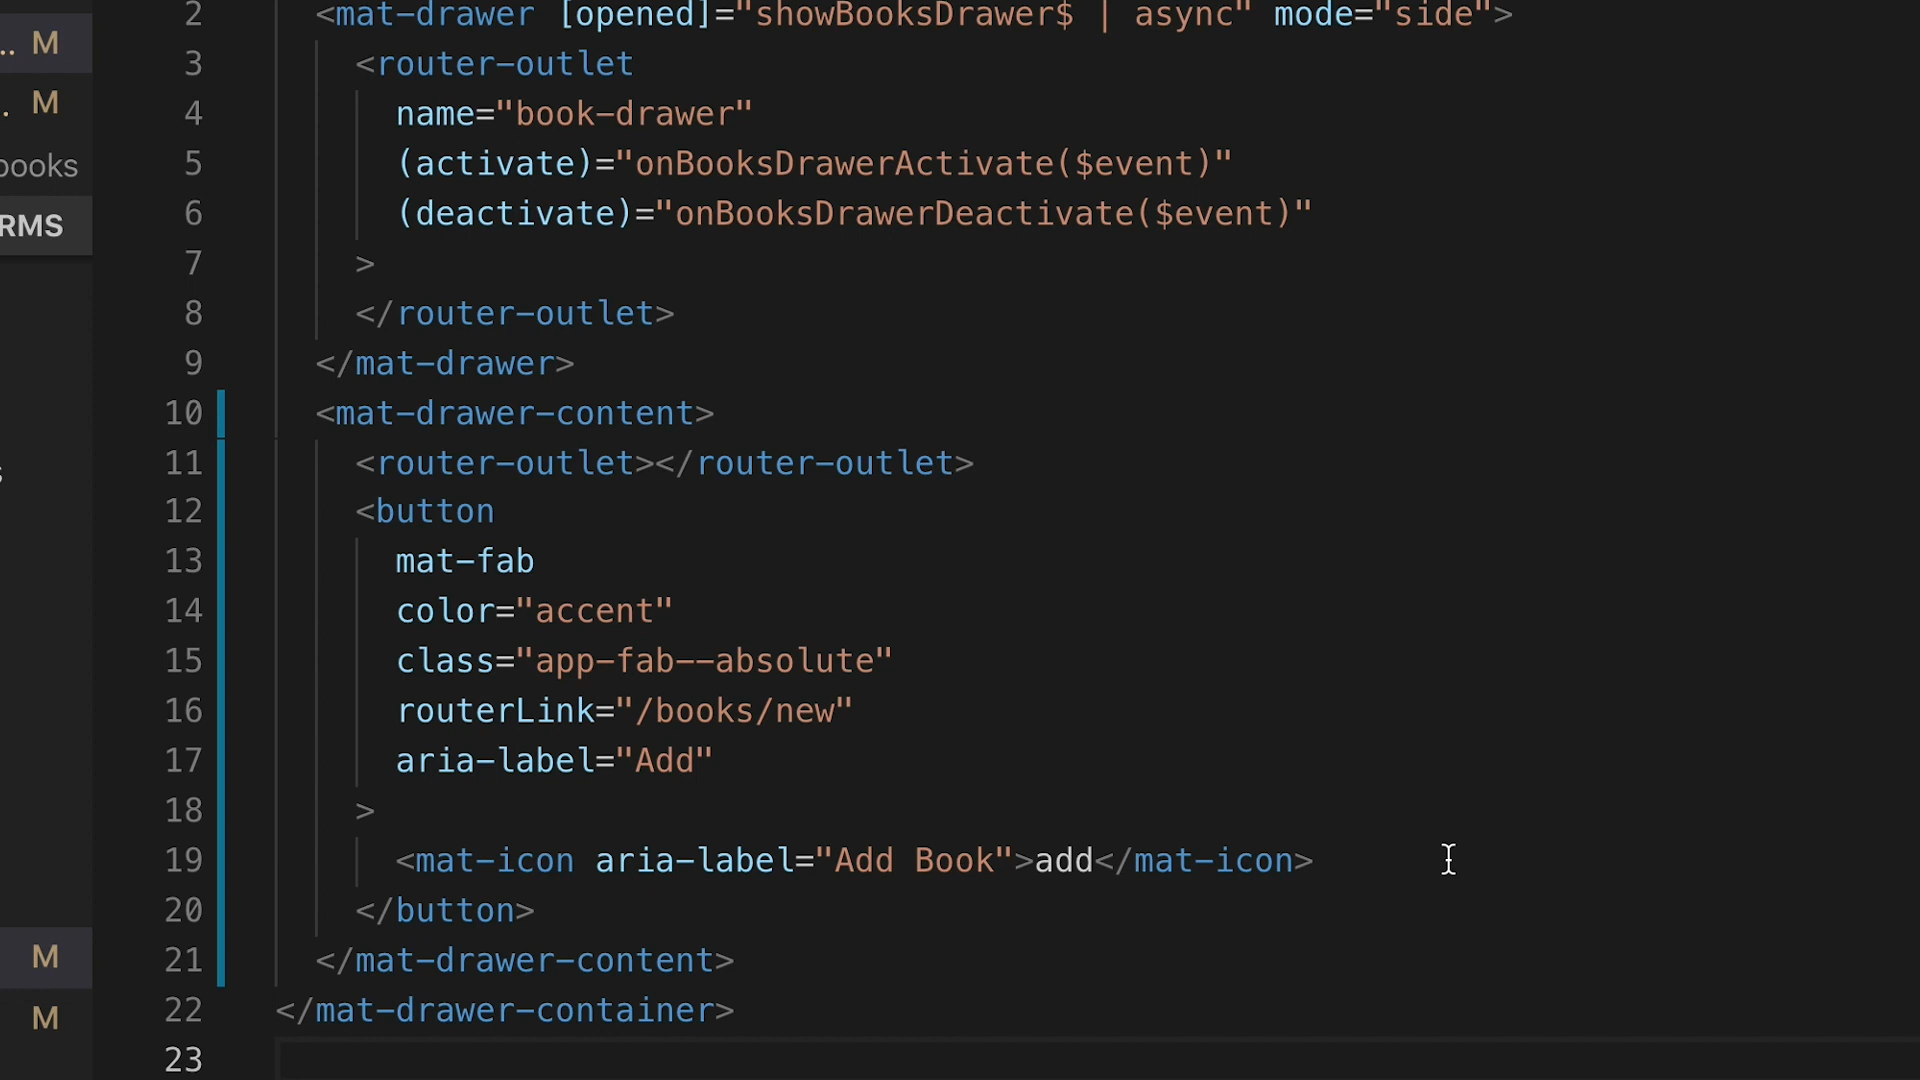 .. M
. M
books
RMS
s
M
M
2 <mat-drawer [opened]="showBooksDrawer$ | async" mode="side">
3 <router-outlet
4 name="book-drawer"
5 (activate)="onBooksDrawerActivate($event)"
6 (deactivate)="onBooksDrawerDeactivate($event)"
7 >
8 </router-outlet>
9 </mat-drawer>
10 <mat-drawer-content>
11 <router-outlet></router-outlet>
12 <button
13 mat-fab
14 color="accent"
15 class="app-fab--absolute"
16 routerLink="/books/new"
17 aria-label="Add"
18 >
19 <mat-icon aria-label="Add Book">add</mat-icon>
20 </button>
21 </mat-drawer-content>
22 </mat-drawer-container>
23